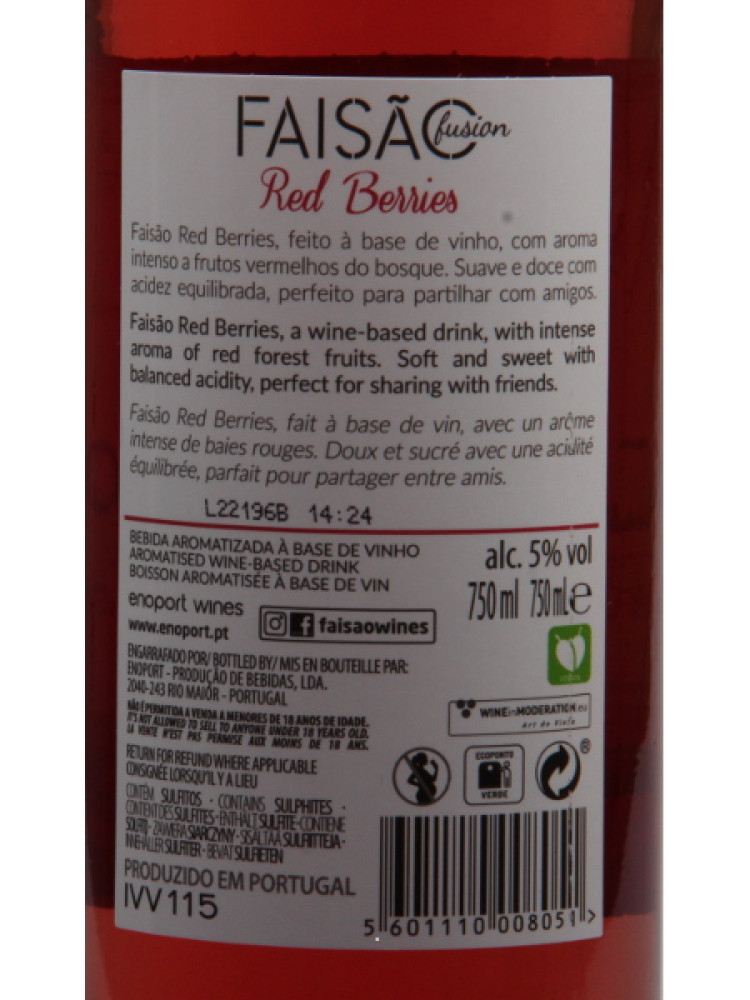 FAISÃO fusion
Red Berries
Faisão Red Berries, feito à base de vinho, com aroma
intenso a frutos vermelhos do bosque. Suave e doce com
acidez equilibrada, perfeito para partilhar com amigos.
Faisão Red Berries, a wine-based drink, with intense
aroma of red forest fruits. Soft and sweet with
balanced acidity, perfect for sharing with friends.
Faisão Red Berries, fait à base de vin, avec un arôme
intense de baies rouges. Doux et sucré avec une acidité
équilibrée, parfait pour partager entre amis.
L22196B 14:24
BEBIDA AROMATIZADA À BASE DE VINHO
AROMATISED WINE-BASED DRINK
BOISSON AROMATISÉE À BASE DE VIN
alc. 5% vol
750 ml 750 mL e
enoport wines
www.enoport.pt
faisaowines
ENGARRAFADO POR/ BOTTLED BY/ MIS EN BOUTEILLE PAR:
ENOPORT - PRODUÇÃO DE BEBIDAS, LDA.
2040-243 RIO MAIOR - PORTUGAL
NÃO É PERMITIDA A VENDA A MENORES DE 18 ANOS DE IDADE.
IT'S NOT ALLOWED TO SELL TO ANYONE UNDER 18 YEARS OLD.
LA VENTE N'EST PAS PERMISE AUX MOINS DE 18 ANS.
WINEinMODERATION.eu
Art de Vivre
RETURN FOR REFUND WHERE APPLICABLE
CONSIGNÉE LORSQU'IL Y A LIEU
ECOPONTO
VERDE
®
CONTÉM SULFITOS · CONTAINS SULPHITES ·
CONTENT DES SULFITES · ENTHÄLT SULFITE · CONTIENE
SOLFITI · ZAWIERA SIARCZYNY · SISÄLTÄÄ SULFIITTEJA ·
INNEHÅLLER SULFITER · BEVAT SULFIETEN
PRODUZIDO EM PORTUGAL
IVV115
5 601110 008051 >